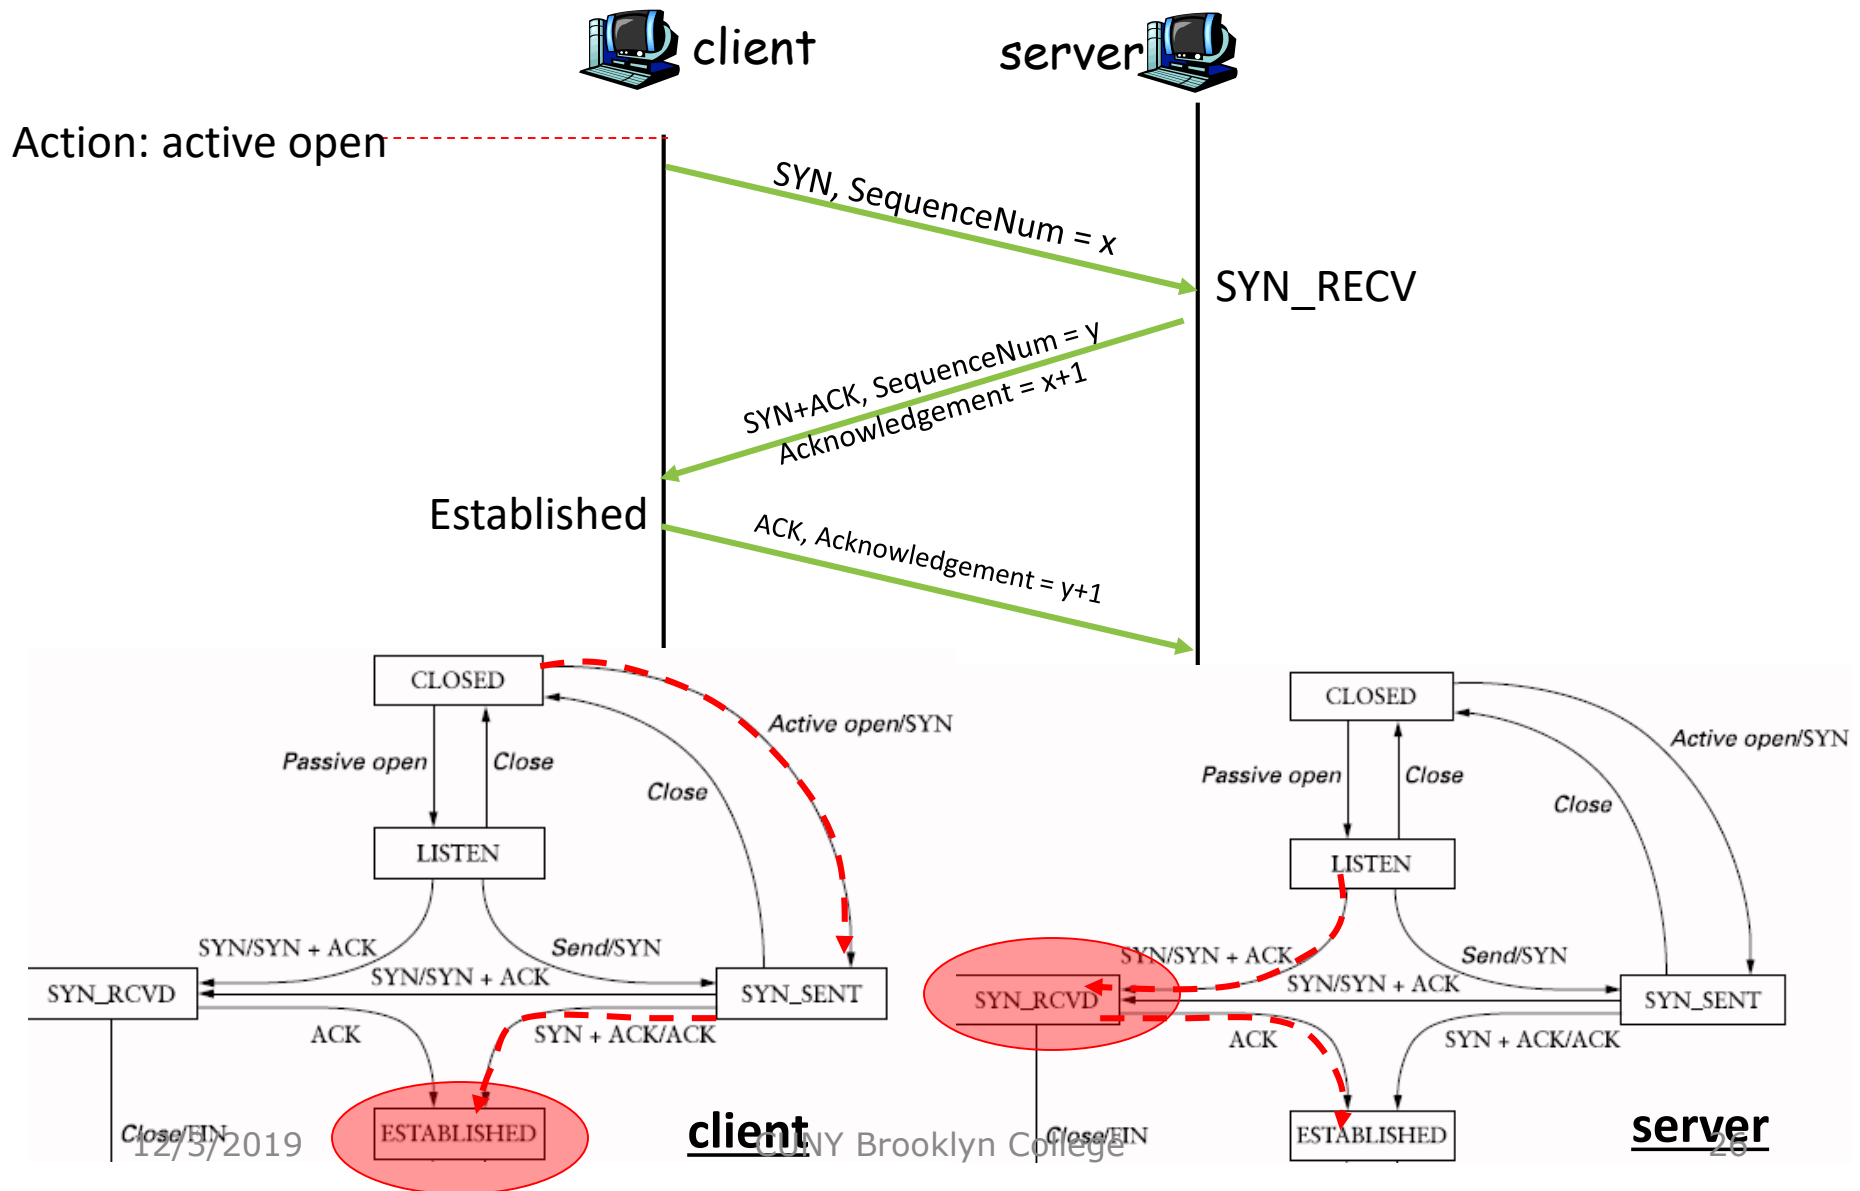 client
server
Action: active open
SYN, SequenceNum = x
SYN_RECV
SYN+ACK, SequenceNum = y
Acknowledgement = x+1
Established
ACK, Acknowledgement = y+1
CLOSED
Active open/SYN
Passive open
Close
Close
LISTEN
SYN/SYN + ACK
Send/SYN
SYN/SYN + ACK
SYN_RCVD
SYN_SENT
ACK
SYN + ACK/ACK
Close/FIN
ESTABLISHED
client
CLOSED
Active open/SYN
Passive open
Close
Close
LISTEN
SYN/SYN + ACK
Send/SYN
SYN/SYN + ACK
SYN_RCVD
SYN_SENT
ACK
SYN + ACK/ACK
Close/FIN
ESTABLISHED
server
12/3/2019
CUNY Brooklyn College
26